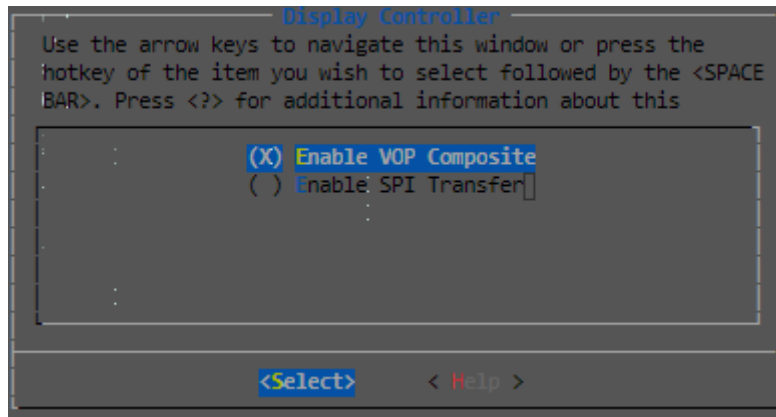 Display Controller
Use the arrow keys to navigate this window or press the
hotkey of the item you wish to select followed by the <SPACE
BAR>. Press <?> for additional information about this
(X) Enable VOP Composite
( ) Enable SPI Transfer
<Select> < Help >